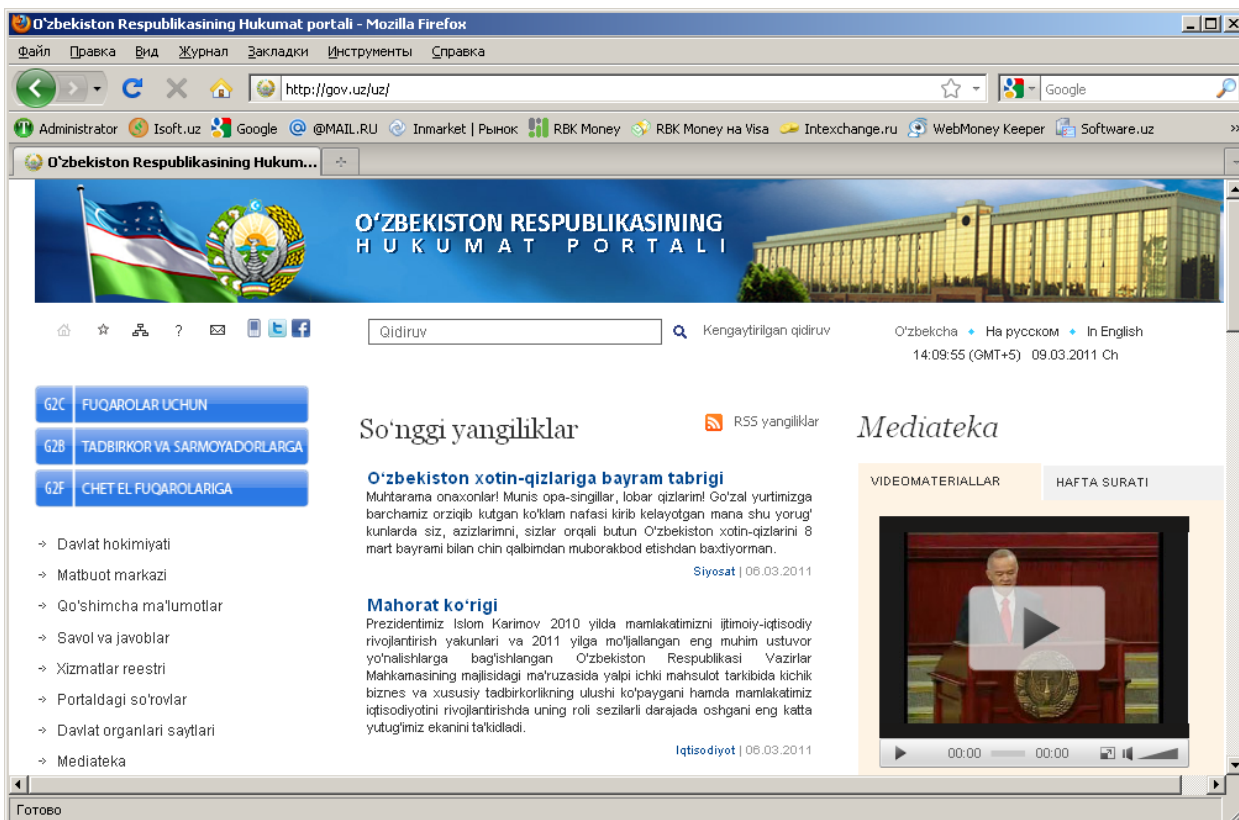 O'zbekiston Respublikasining Hukumat portali - Mozilla Firefox
Файл Правка Вид Журнал Закладки Инструменты Справка
http://gov.uz/uz/
Google
Administrator Isoft.uz Google @MAIL.RU Inmarket | Рынок RBK Money RBK Money на Visa Intexchange.ru WebMoney Keeper Software.uz »
O'zbekiston Respublikasining Hukum...
O‘ZBEKISTON RESPUBLIKASINING
HUKUMAT PORTALI
Qidiruv
Kengaytirilgan qidiruv
O'zbekcha • На русском • In English
14:09:55 (GMT+5) 09.03.2011 Ch
G2C FUQAROLAR UCHUN
G2B TADBIRKOR VA SARMOYADORLARGA
G2F CHET EL FUQAROLARIGA
→ Davlat hokimiyati
→ Matbuot markazi
→ Qo'shimcha ma'lumotlar
→ Savol va javoblar
→ Xizmatlar reestri
→ Portaldagi so'rovlar
→ Davlat organlari saytlari
→ Mediateka
So‘nggi yangiliklar
RSS yangiliklar
O‘zbekiston xotin-qizlariga bayram tabrigi
Muhtarama onaxonlar! Munis opa-singillar, lobar qizlarim! Go'zal yurtimizga
barchamiz orziqib kutgan ko'klam nafasi kirib kelayotgan mana shu yorug'
kunlarda siz, azizlarimni, sizlar orqali butun O'zbekiston xotin-qizlarini 8
mart bayrami bilan chin qalbimdan muborakbod etishdan baxtiyorman.
Siyosat | 06.03.2011
Mahorat ko‘rigi
Prezidentimiz Islom Karimov 2010 yilda mamlakatimizni ijtimoiy-iqtisodiy
rivojlantirish yakunlari va 2011 yilga mo'ljallangan eng muhim ustuvor
yo'nalishlarga bag'ishlangan O'zbekiston Respublikasi Vazirlar
Mahkamasining majlisidagi ma'ruzasida yalpi ichki mahsulot tarkibida kichik
biznes va xususiy tadbirkorlikning ulushi ko'paygani hamda mamlakatimiz
iqtisodiyotini rivojlantirishda uning roli sezilarli darajada oshgani eng katta
yutug'imiz ekanini ta'kidladi.
Iqtisodiyot | 06.03.2011
Mediateka
VIDEOMATERIALLAR HAFTA SURATI
00:00 00:00
Готово